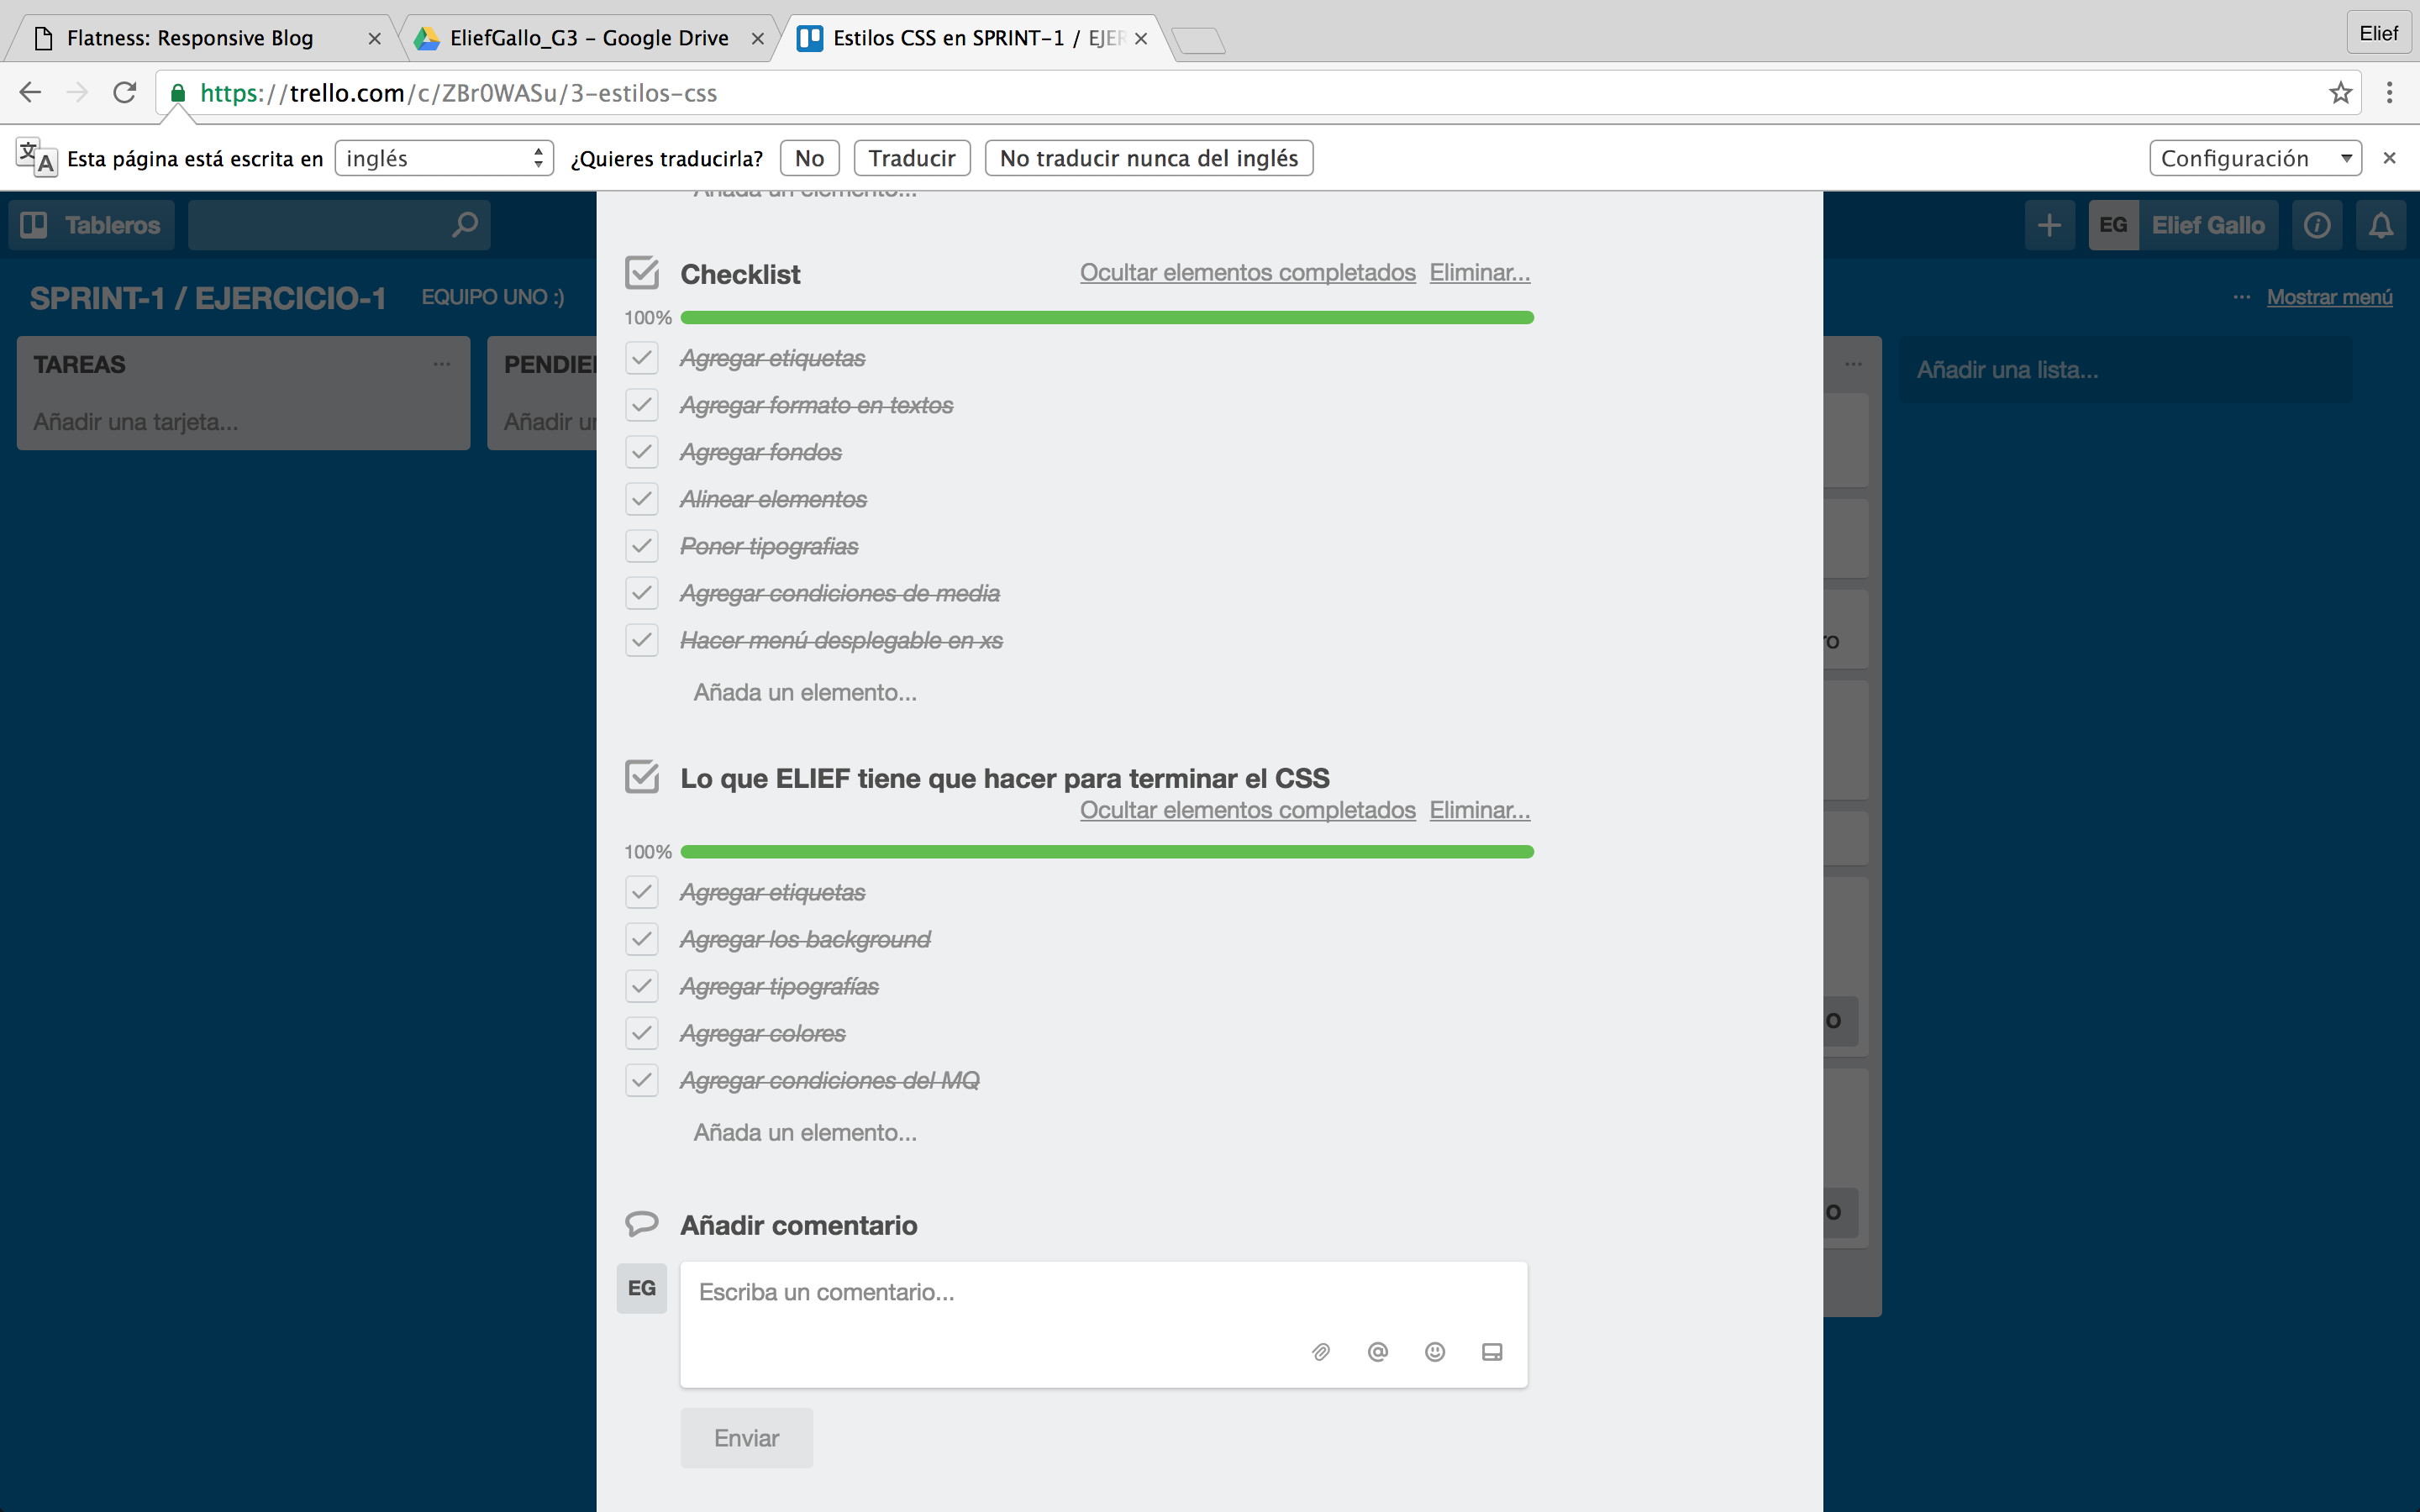 Flatness: Responsive Blog
EliefGallo_G3 – Google Drive
Estilos CSS en SPRINT-1 / EJER
Elief
https://trello.com/c/ZBr0WASu/3-estilos-css
Esta página está escrita en inglés ¿Quieres traducirla? No Traducir No traducir nunca del inglés Configuración
Añada un elemento...
Tableros
EG Elief Gallo
SPRINT-1 / EJERCICIO-1 EQUIPO UNO :)
Mostrar menú
TAREAS
Añadir una tarjeta...
PENDIE
Añadir u
Añadir una lista...
Checklist
Ocultar elementos completados Eliminar...
100%
Agregar etiquetas
Agregar formato en textos
Agregar fondos
Alinear elementos
Poner tipografias
Agregar condiciones de media
Hacer menú desplegable en xs
Añada un elemento...
Lo que ELIEF tiene que hacer para terminar el CSS
Ocultar elementos completados Eliminar...
100%
Agregar etiquetas
Agregar los background
Agregar tipografías
Agregar colores
Agregar condiciones del MQ
Añada un elemento...
Añadir comentario
EG
Escriba un comentario...
Enviar